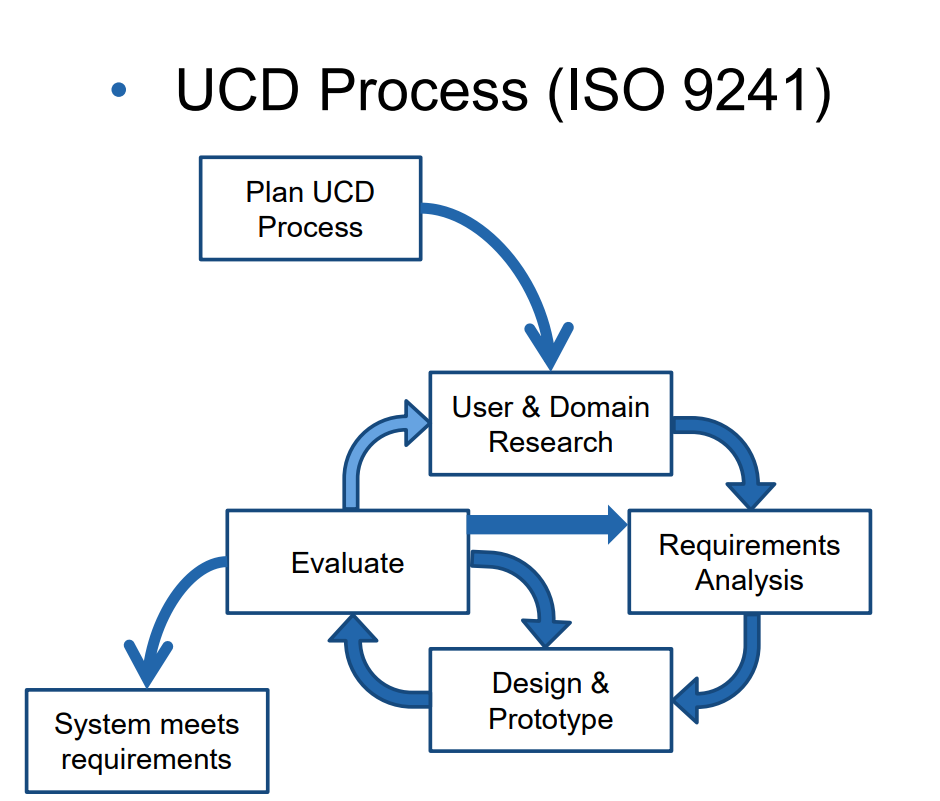 • UCD Process (ISO 9241)
Plan UCD
Process
User & Domain
Research
Evaluate
Requirements
Analysis
Design &
Prototype
System meets
requirements